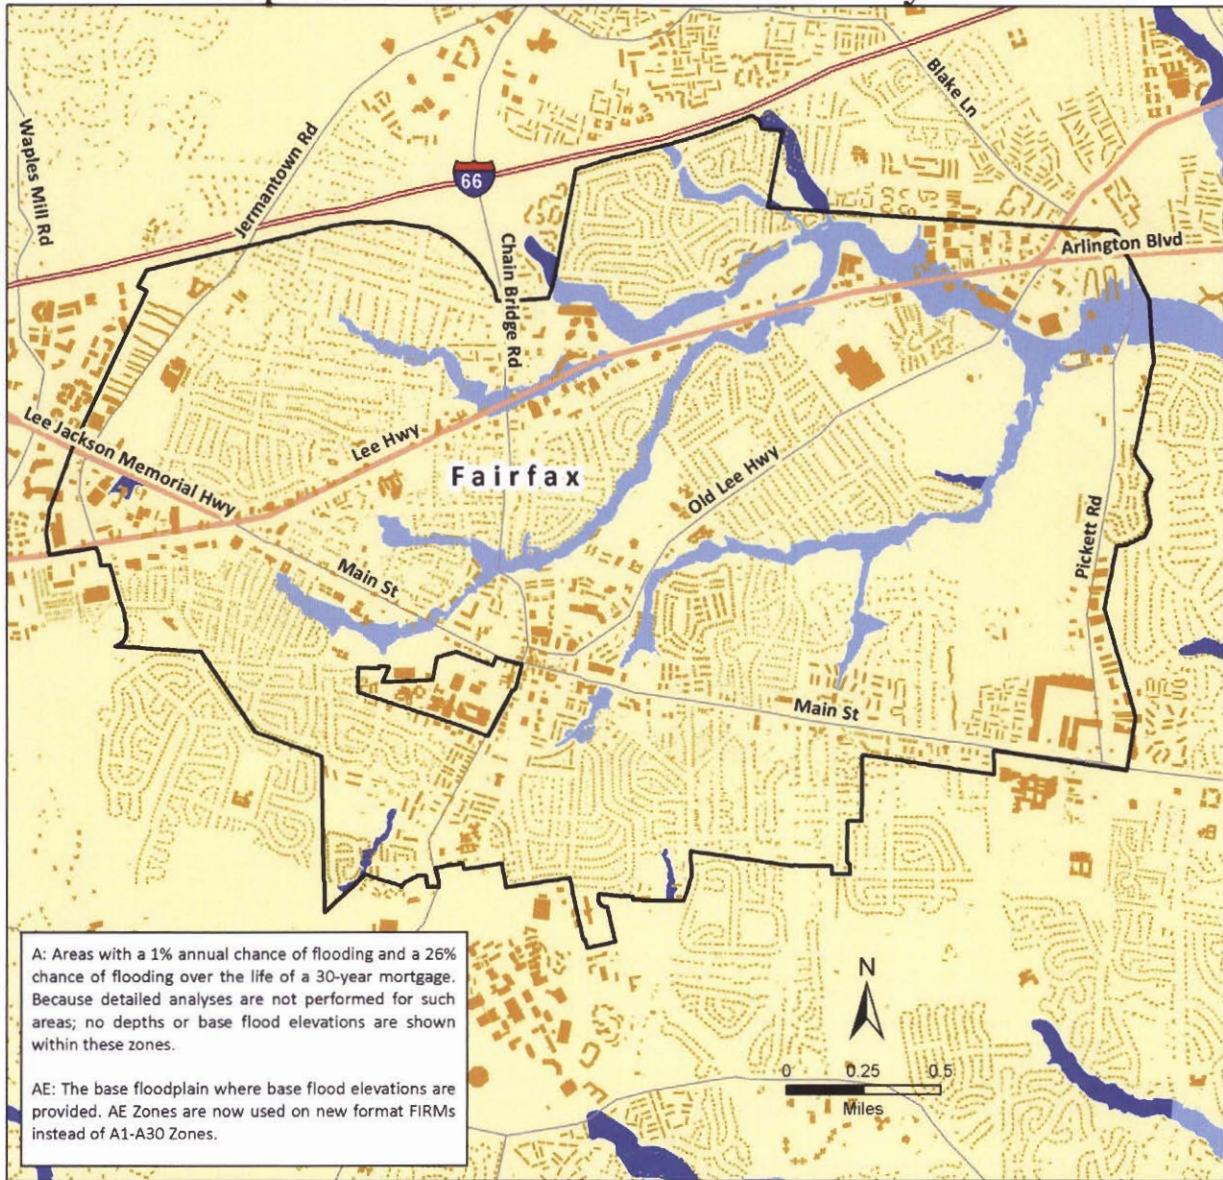 Blake Ln
Waples Mill Rd
Jermantown Rd
66
Chain Bridge Rd
Arlington Blvd
Lee Jackson Memorial Hwy
Lee Hwy
Fairfax
Old Lee Hwy
Pickett Rd
Main St
Main St
A: Areas with a 1% annual chance of flooding and a 26%
chance of flooding over the life of a 30-year mortgage.
Because detailed analyses are not performed for such
areas; no depths or base flood elevations are shown
within these zones.
AE: The base floodplain where base flood elevations are
provided. AE Zones are now used on new format FIRMs
instead of A1-A30 Zones.
N
0 0.25 0.5
Miles